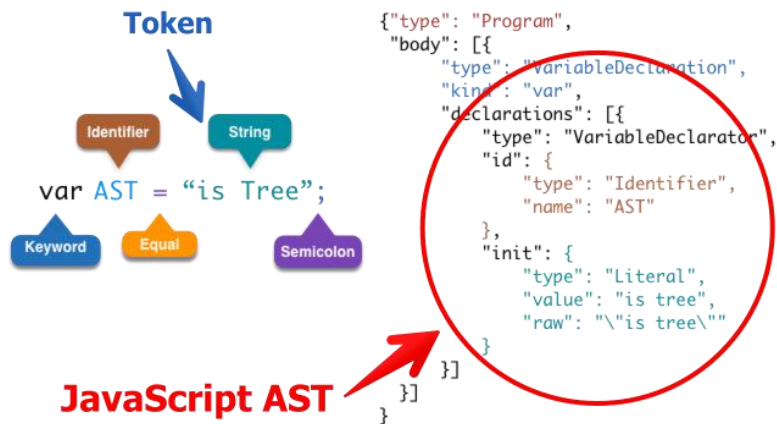 Token
Identifier
String
var AST = “is Tree”;
Keyword
Equal
Semicolon
JavaScript AST
{"type": "Program",
"body": [{
"type": "VariableDeclaration",
"kind": "var",
"declarations": [{
"type": "VariableDeclarator",
"id": {
"type": "Identifier",
"name": "AST"
},
"init": {
"type": "Literal",
"value": "is tree",
"raw": "\"is tree\""
}
}]
}]
}